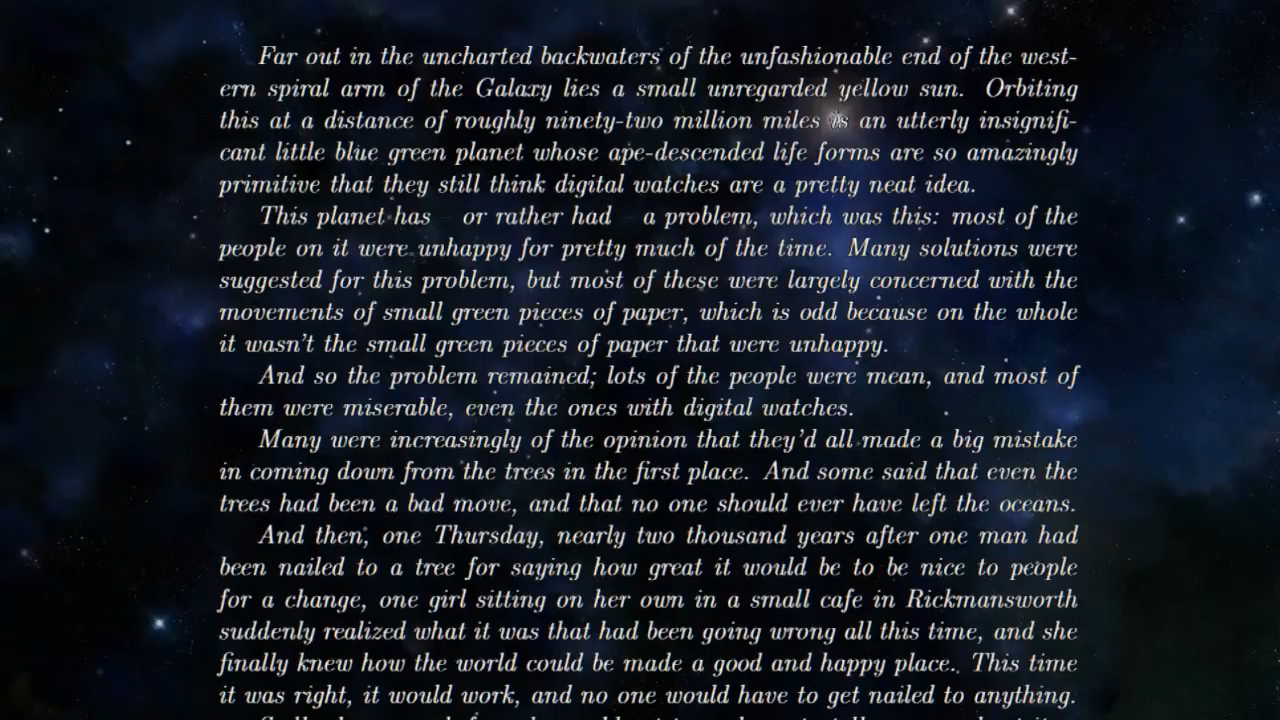 Far out in the uncharted backwaters of the unfashionable end of the west-
ern spiral arm of the Galaxy lies a small unregarded yellow sun. Orbiting
this at a distance of roughly ninety-two million miles is an utterly insignifi-
cant little blue green planet whose ape-descended life forms are so amazingly
primitive that they still think digital watches are a pretty neat idea.
This planet has – or rather had – a problem, which was this: most of the
people on it were unhappy for pretty much of the time. Many solutions were
suggested for this problem, but most of these were largely concerned with the
movements of small green pieces of paper, which is odd because on the whole
it wasn't the small green pieces of paper that were unhappy.
And so the problem remained; lots of the people were mean, and most of
them were miserable, even the ones with digital watches.
Many were increasingly of the opinion that they'd all made a big mistake
in coming down from the trees in the first place. And some said that even the
trees had been a bad move, and that no one should ever have left the oceans.
And then, one Thursday, nearly two thousand years after one man had
been nailed to a tree for saying how great it would be to be nice to people
for a change, one girl sitting on her own in a small cafe in Rickmansworth
suddenly realized what it was that had been going wrong all this time, and she
finally knew how the world could be made a good and happy place. This time
it was right, it would work, and no one would have to get nailed to anything.